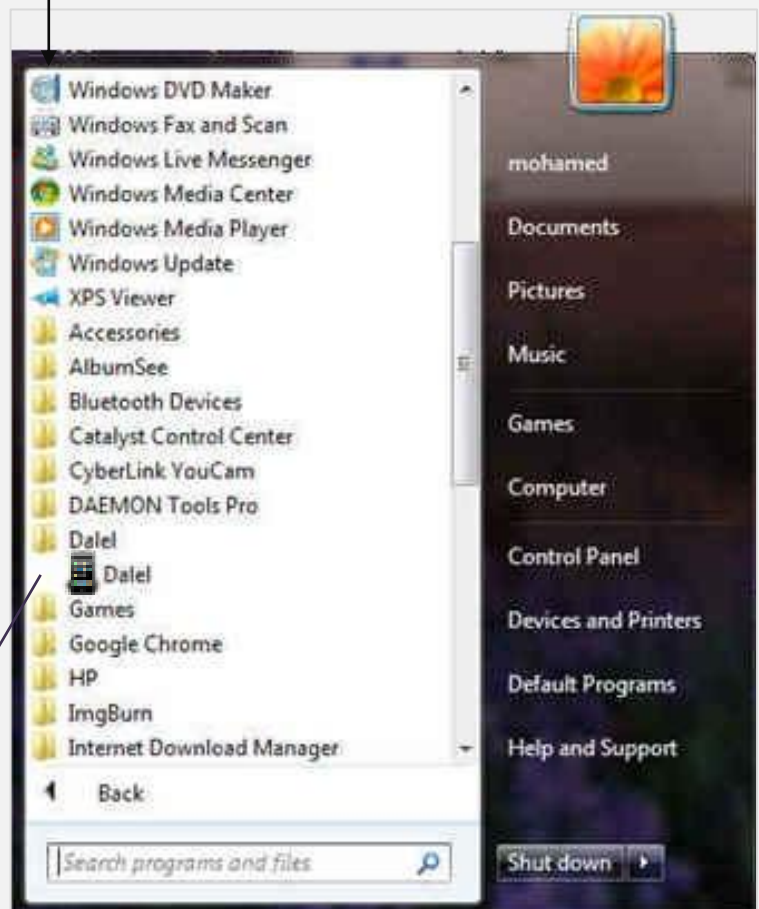 Windows DVD Maker
Windows Fax and Scan
Windows Live Messenger
Windows Media Center
Windows Media Player
Windows Update
XPS Viewer
Accessories
AlbumSee
Bluetooth Devices
Catalyst Control Center
CyberLink YouCam
DAEMON Tools Pro
Dalel
Dalel
Games
Google Chrome
HP
ImgBurn
Internet Download Manager
Back
Search programs and files
mohamed
Documents
Pictures
Music
Games
Computer
Control Panel
Devices and Printers
Default Programs
Help and Support
Shut down